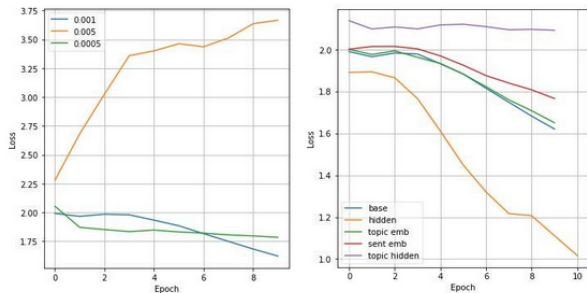 3.75
3.50
3.25
3.00
2.75
2.50
2.25
2.00
1.75
Loss
0.001
0.005
0.0005
0 2 4 6 8
Epoch
2.0
1.8
1.6
1.4
1.2
1.0
Loss
base
hidden
topic emb
sent emb
topic hidden
0 2 4 6 8 10
Epoch